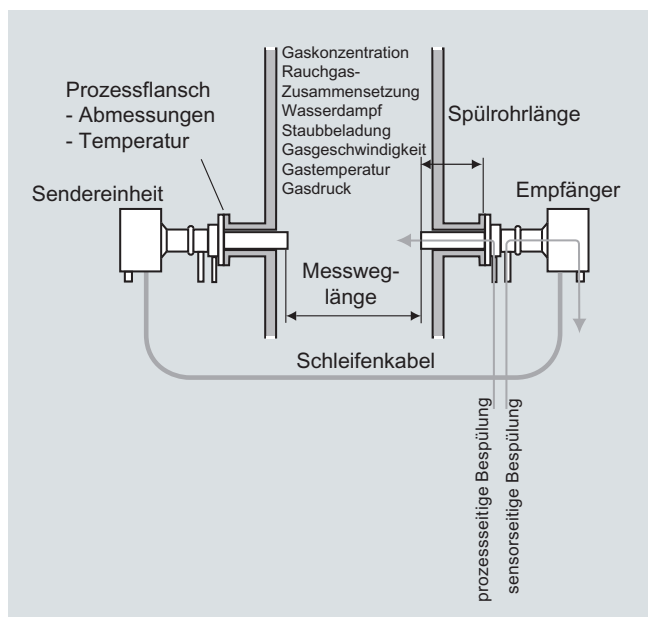 Gaskonzentration
Rauchgas-
Zusammensetzung
Wasserdampf
Staubbeladung
Gasgeschwindigkeit
Gastemperatur
Gasdruck
Prozessflansch
- Abmessungen
- Temperatur
Spülrohrlänge
Sendereinheit
Empfänger
Messweg-
länge
Schleifenkabel
prozessseitige Bespülung
sensorseitige Bespülung